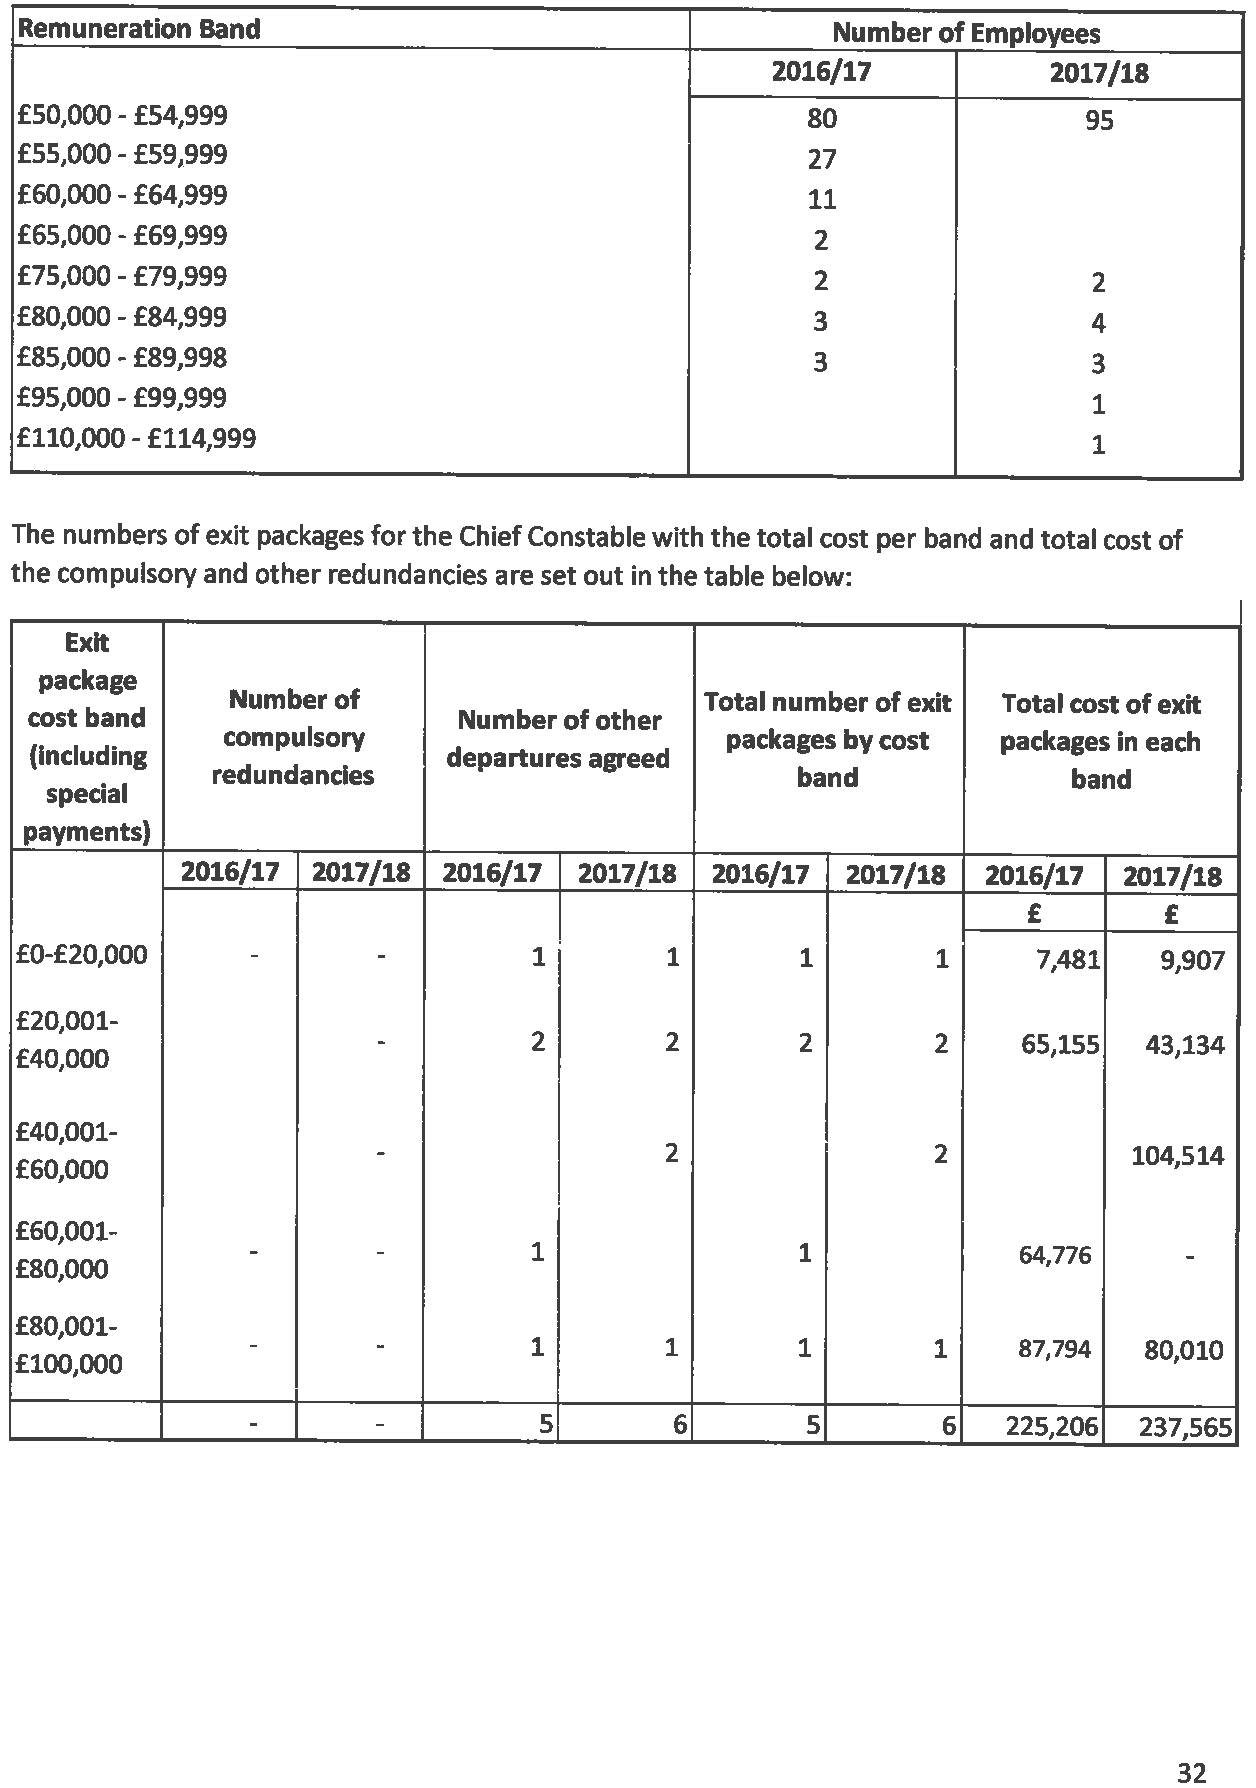 Remuneration Band Number of Employees
2016/17 2017/18
£50,000 - £54,999 80 95
£55,000 - £59,999 27
£60,000 - £64,999 11
£65,000 - £69,999 2
£75,000 - £79,999 2 2
£80,000 - £84,999 3 4
£85,000 - £89,998 3 3
£95,000 - £99,999 1
£110,000 - £114,999 1
The numbers of exit packages for the Chief Constable with the total cost per band and total cost of
the compulsory and other redundancies are set out in the table below:
Exit
package
cost band
(including
special
payments)
Number of
compulsory
redundancies
Number of other
departures agreed
Total number of exit
packages by cost
band
Total cost of exit
packages in each
band
2016/17 2017/18 2016/17 2017/18 2016/17 2017/18 2016/17 2017/18
£ £
£0-£20,000 - - 1 1 1 1 7,481 9,907
£20,001-
£40,000 - 2 2 2 2 65,155 43,134
£40,001-
£60,000 - 2 2 104,514
£60,001-
£80,000 - - 1 1 64,776 -
£80,001-
£100,000 - - 1 1 1 1 87,794 80,010
- - 5 6 5 6 225,206 237,565
32